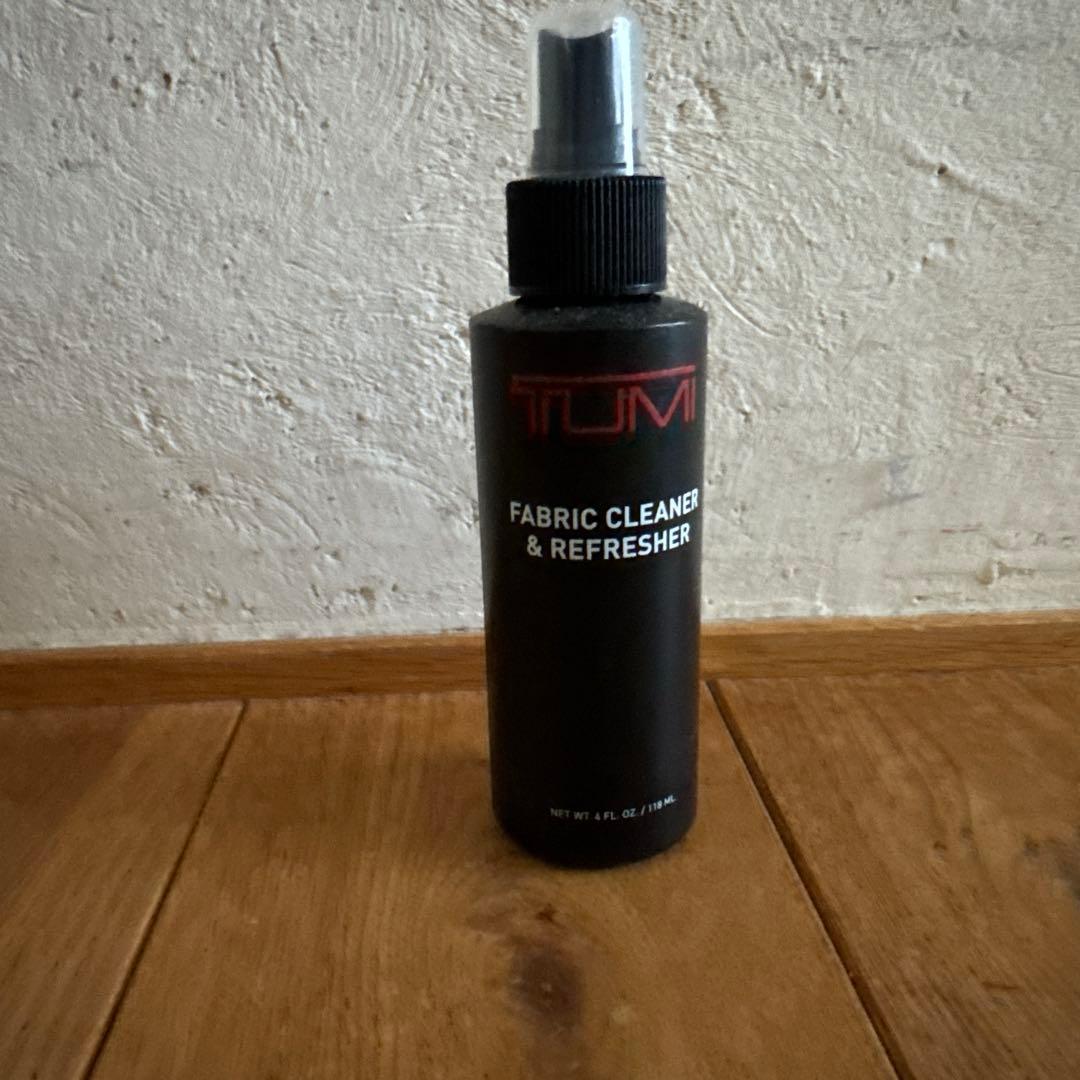 TUMI
FABRIC CLEANER
& REFRESHER
NET WT. 4 FL. OZ. / 118 ML.